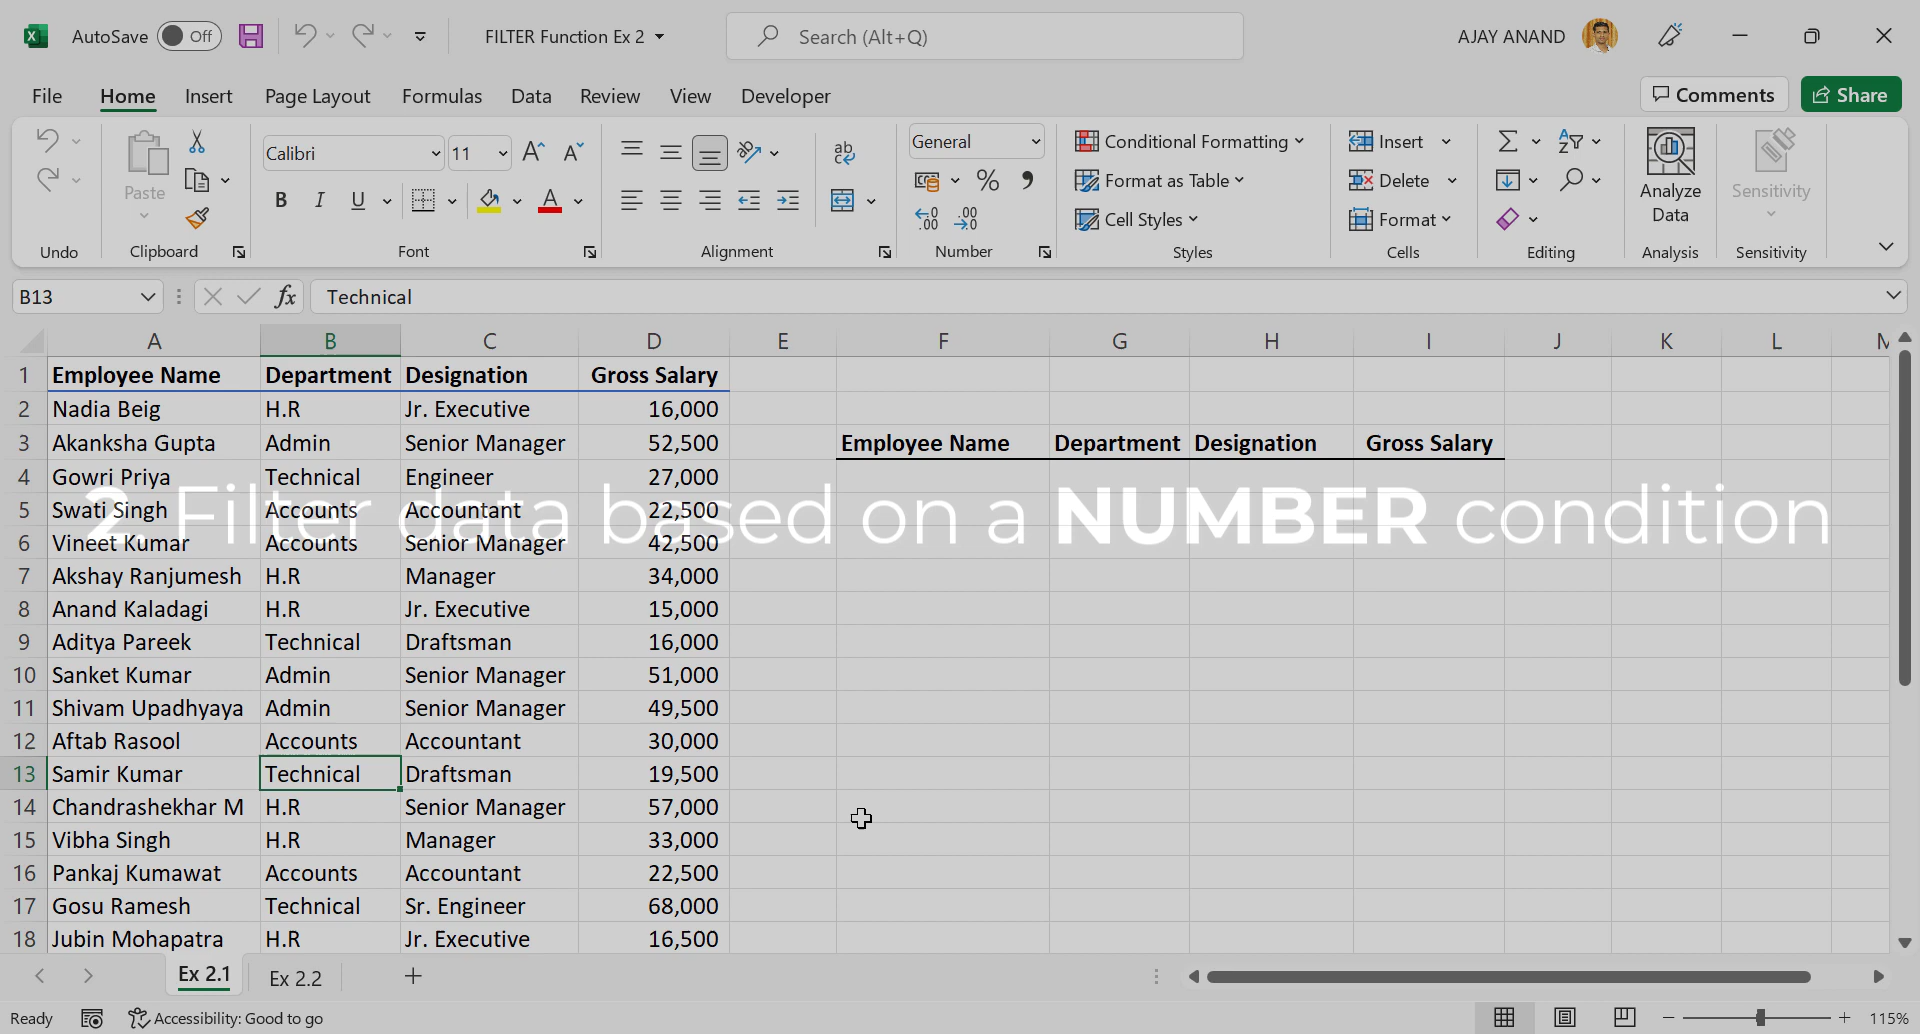 AutoSave Off FILTER Function Ex 2 Search (Alt+Q) AJAY ANAND
File Home Insert Page Layout Formulas Data Review View Developer Comments Share
Paste Calibri 11 General Conditional Formatting Insert
Format as Table Delete
Cell Styles Format
Analyze Data Sensitivity
B I U A % ab
Undo Clipboard Font Alignment Number Styles Cells Editing Analysis Sensitivity
B13 fx Technical
A B C D E F G H I J K L M
1 Employee Name Department Designation Gross Salary
2 Nadia Beig H.R Jr. Executive 16,000
3 Akanksha Gupta Admin Senior Manager 52,500 Employee Name Department Designation Gross Salary
4 Gowri Priya Technical Engineer 27,000
2. Filter data based on a NUMBER condition
5 Swati Singh Accounts Accountant 22,500
6 Vineet Kumar Accounts Senior Manager 42,500
7 Akshay Ranjumesh H.R Manager 34,000
8 Anand Kaladagi H.R Jr. Executive 15,000
9 Aditya Pareek Technical Draftsman 16,000
10 Sanket Kumar Admin Senior Manager 51,000
11 Shivam Upadhyaya Admin Senior Manager 49,500
12 Aftab Rasool Accounts Accountant 30,000
13 Samir Kumar Technical Draftsman 19,500
14 Chandrashekhar M H.R Senior Manager 57,000
15 Vibha Singh H.R Manager 33,000
16 Pankaj Kumawat Accounts Accountant 22,500
17 Gosu Ramesh Technical Sr. Engineer 68,000
18 Jubin Mohapatra H.R Jr. Executive 16,500
Ex 2.1 Ex 2.2
Ready Accessibility: Good to go 115%